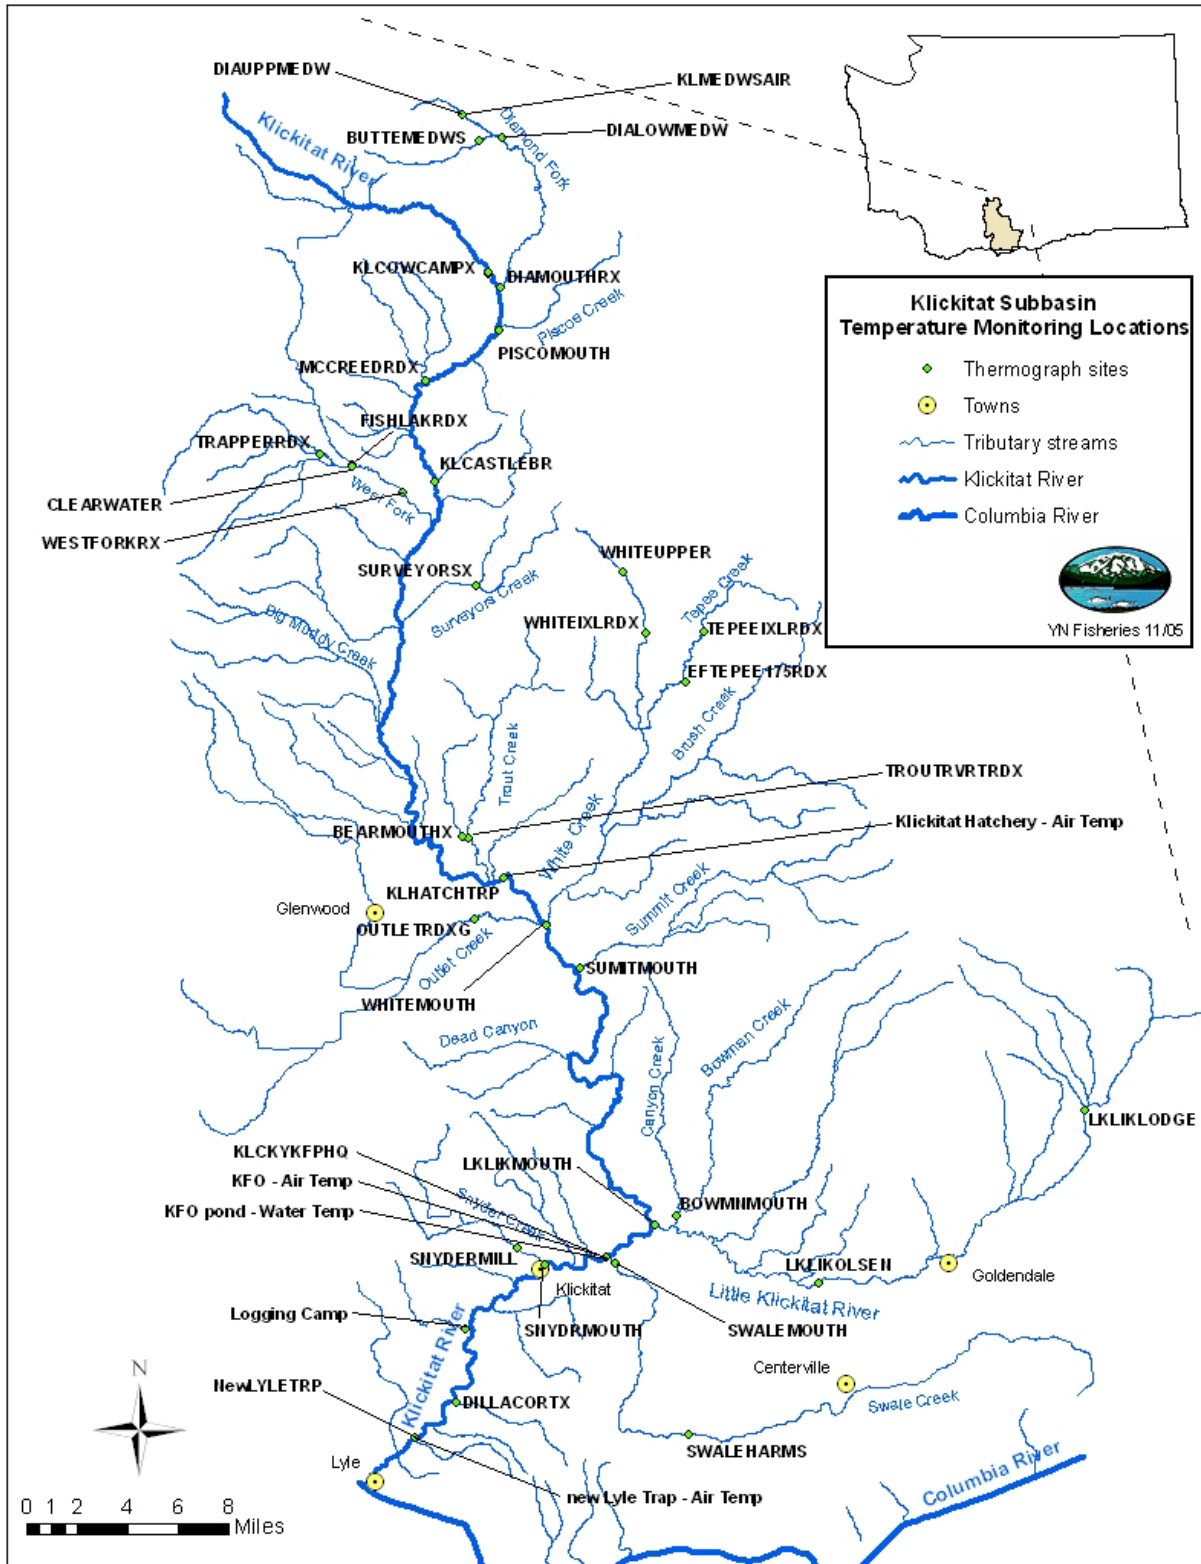 DIAUPPMEDW
KLMEDWSAIR
Klickitat River
BUTTEMEDWS
DIALOWMEDW
Diamond Fork
KLCOWCAMPX
DIAMOUTHRX
Piscoe Creek
PISCOMOUTH
MCCREEDRDX
Klickitat Subbasin
Temperature Monitoring Locations
Thermograph sites
Towns
Tributary streams
Klickitat River
Columbia River
YN Fisheries 11/05
FISHLAKRDX
TRAPPERRDX
KLCASTLEBR
CLEARWATER
West Fork
WESTFORKRX
SURVEYORSX
Surveyors Creek
WHITEUPPER
Tepee Creek
Big Muddy Creek
WHITEIXLRDX
TEPEEIXLRDX
EFTEPEE175RDX
Brush Creek
Trout Creek
TROUTRVRTRDX
BEARMOUTHX
Klickitat Hatchery - Air Temp
White Creek
KLHATCHTRP
Glenwood
OUTLETRDXG
Outlet Creek
Summit Creek
SUMITMOUTH
WHITEMOUTH
Dead Canyon
Canyon Creek
Bowman Creek
LKLIKLODGE
KLCKYKFPHQ
LKLIKMOUTH
KFO - Air Temp
KFO pond - Water Temp
Snyder Creek
BOWMNMOUTH
SNYDERMILL
LKLIKOLSEN
Klickitat
Goldendale
Little Klickitat River
Logging Camp
SNYDRMOUTH
SWALEMOUTH
Klickitat River
NewLYLETRP
Centerville
DILLACORTX
Swale Creek
SWALEHARMS
N
Lyle
new Lyle Trap - Air Temp
Columbia River
0 1 2 4 6 8
Miles